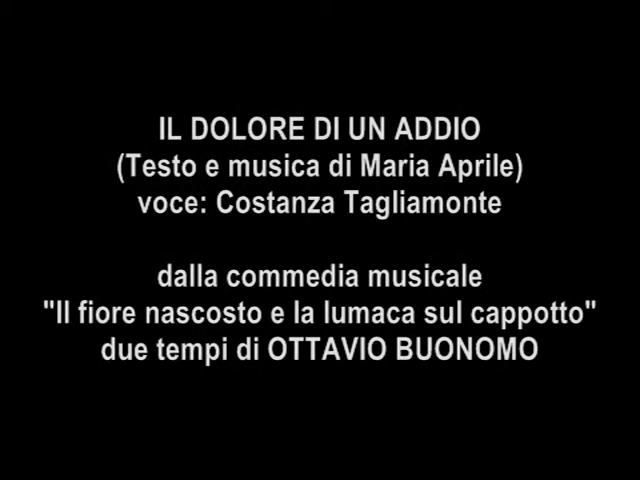 IL DOLORE DI UN ADDIO
(Testo e musica di Maria Aprile)
voce: Costanza Tagliamonte
dalla commedia musicale
"Il fiore nascosto e la lumaca sul cappotto"
due tempi di OTTAVIO BUONOMO